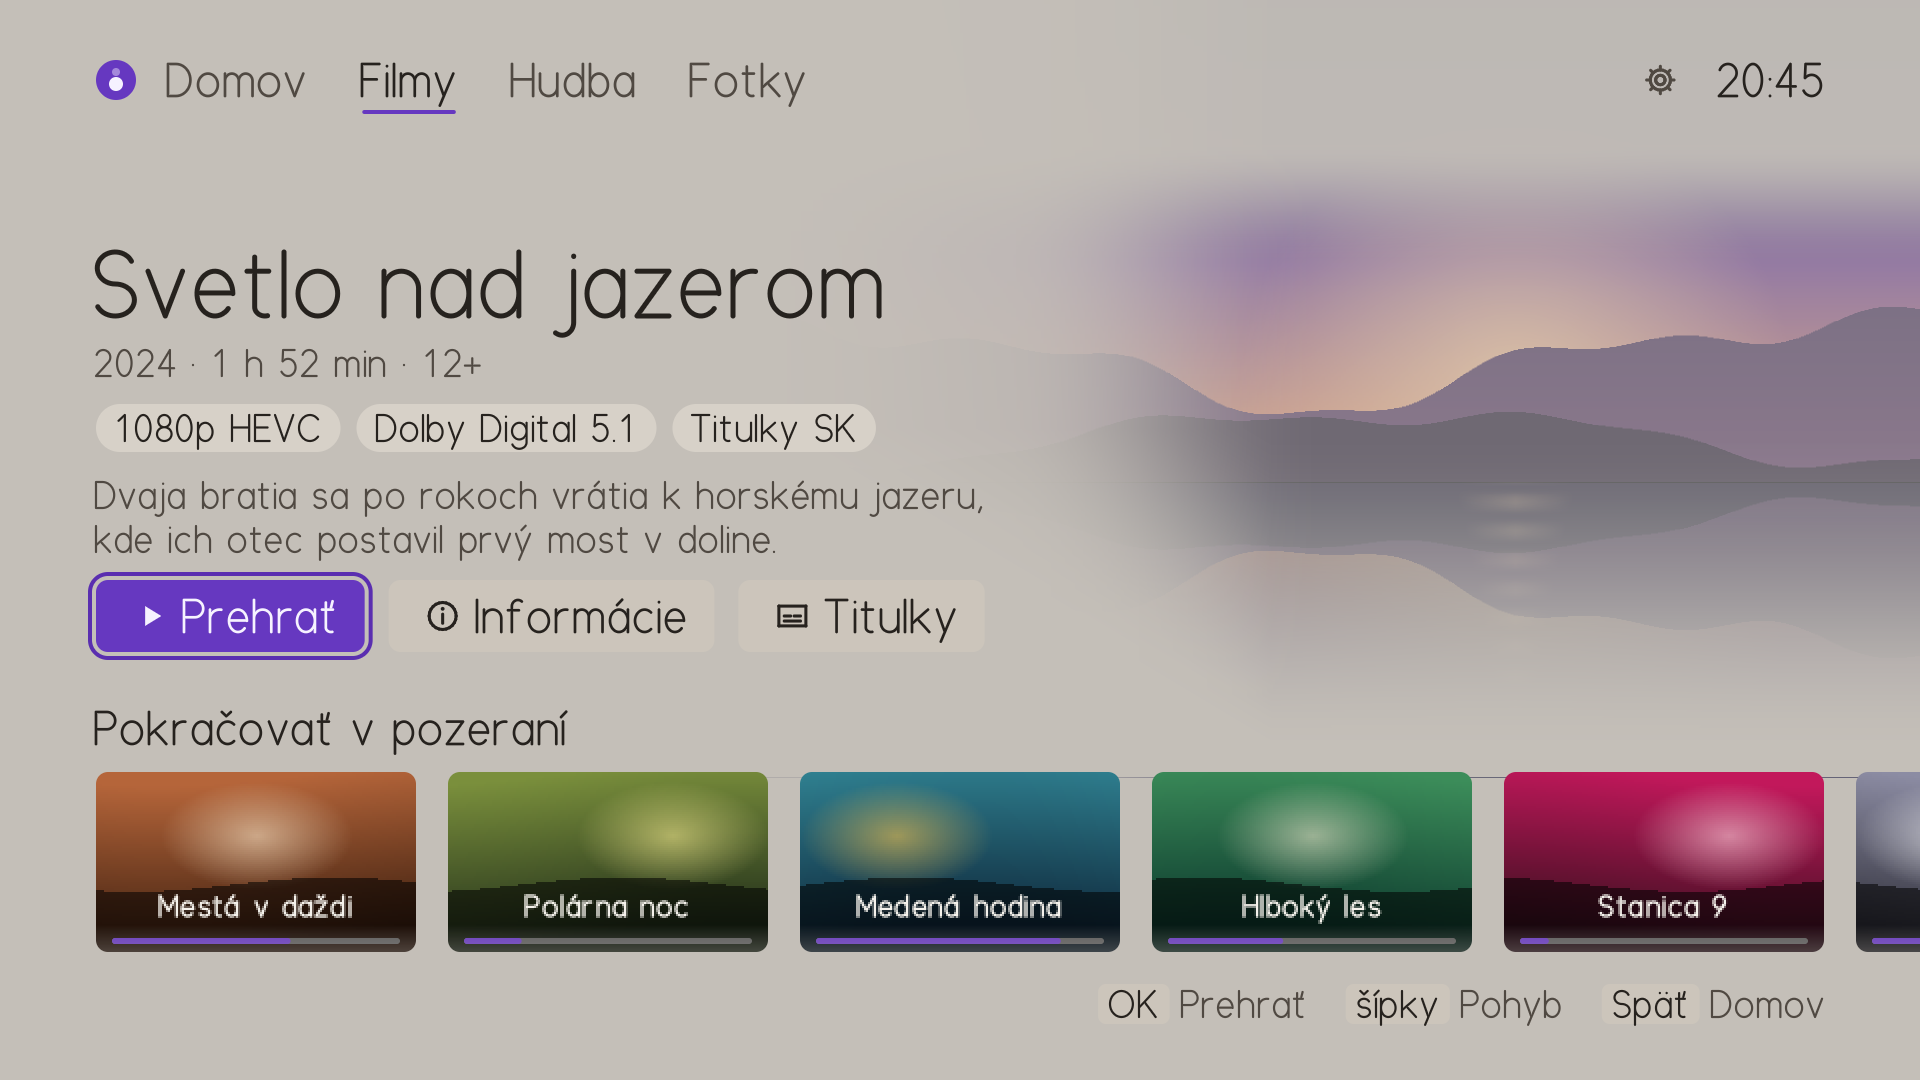 Domov Filmy Hudba Fotky 20:45
Svetlo nad jazerom
2024 · 1 h 52 min · 12+
1080p HEVC Dolby Digital 5.1 Titulky SK
Dvaja bratia sa po rokoch vrátia k horskému jazeru,
kde ich otec postavil prvý most v doline.
Prehrať Informácie Titulky
Pokračovať v pozeraní
Mestá v daždi Polárna noc Medená hodina Hlboký les Stanica 9
OK Prehrať šípky Pohyb Späť Domov